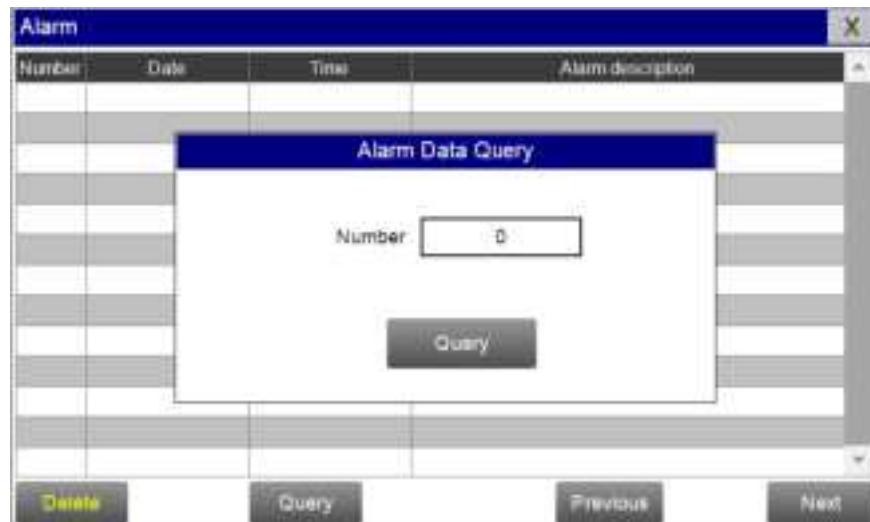 Alarm X
Number Date Time Alarm description
Alarm Data Query
Number 0
Query
Delete Query Previous Next